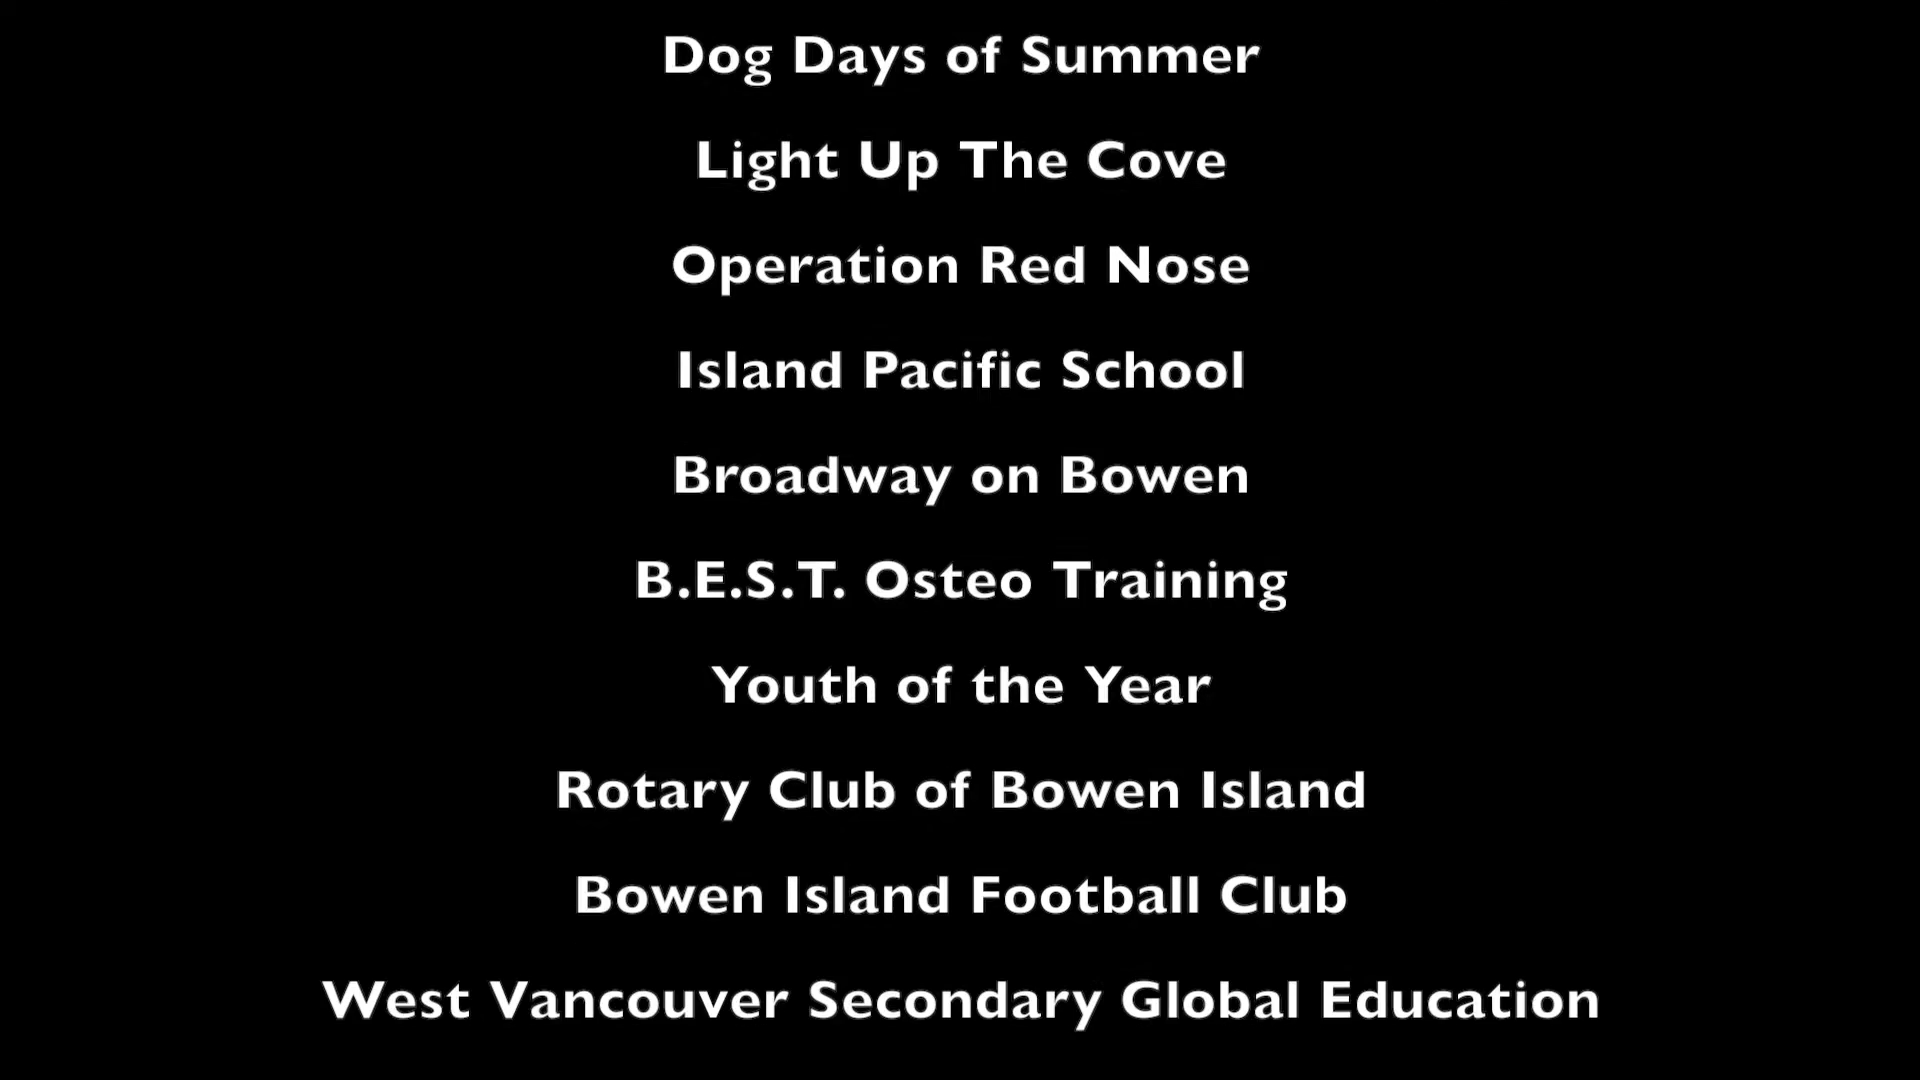 Dog Days of Summer
Light Up The Cove
Operation Red Nose
Island Pacific School
Broadway on Bowen
B.E.S.T. Osteo Training
Youth of the Year
Rotary Club of Bowen Island
Bowen Island Football Club
West Vancouver Secondary Global Education